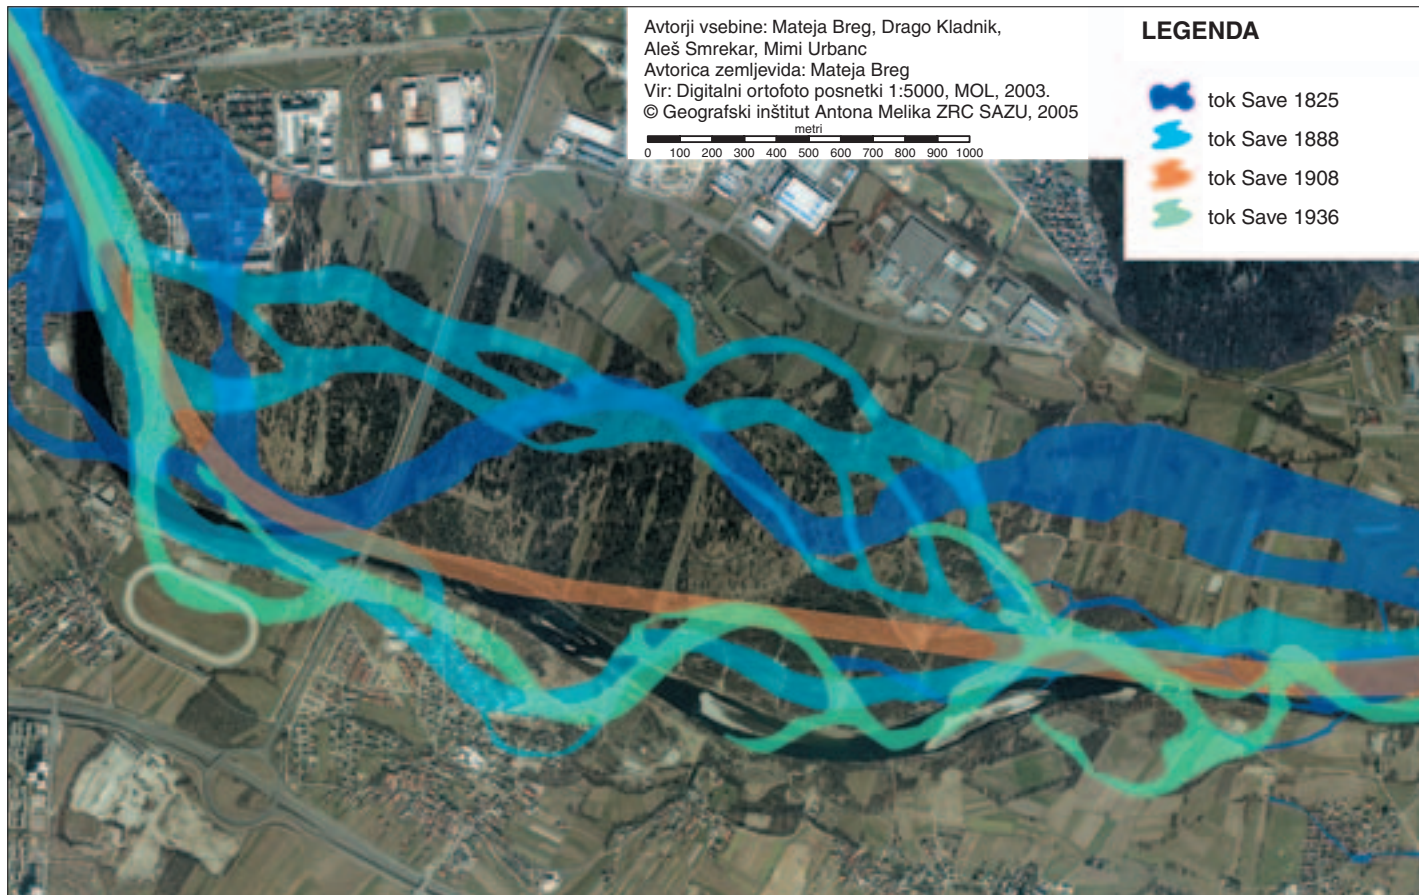 Avtorji vsebine: Mateja Breg, Drago Kladnik,
Aleš Smrekar, Mimi Urbanc
Avtorica zemljevida: Mateja Breg
Vir: Digitalni ortofoto posnetki 1:5000, MOL, 2003.
© Geografski inštitut Antona Melika ZRC SAZU, 2005
metri
0 100 200 300 400 500 600 700 800 900 1000
LEGENDA
tok Save 1825
tok Save 1888
tok Save 1908
tok Save 1936